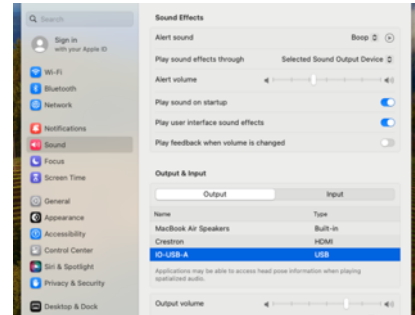 Search
Sign in
with your Apple ID
Wi-Fi
Bluetooth
Network
Notifications
Sound
Focus
Screen Time
General
Appearance
Accessibility
Control Center
Siri & Spotlight
Privacy & Security
Desktop & Dock
Sound Effects
Alert sound Boop
Play sound effects through Selected Sound Output Device
Alert volume
Play sound on startup
Play user interface sound effects
Play feedback when volume is changed
Output & Input
Output Input
Name Type
MacBook Air Speakers Built-in
Crestron HDMI
IO-USB-A USB
Applications may be able to access head pose information when playing
spatialized audio.
Output volume